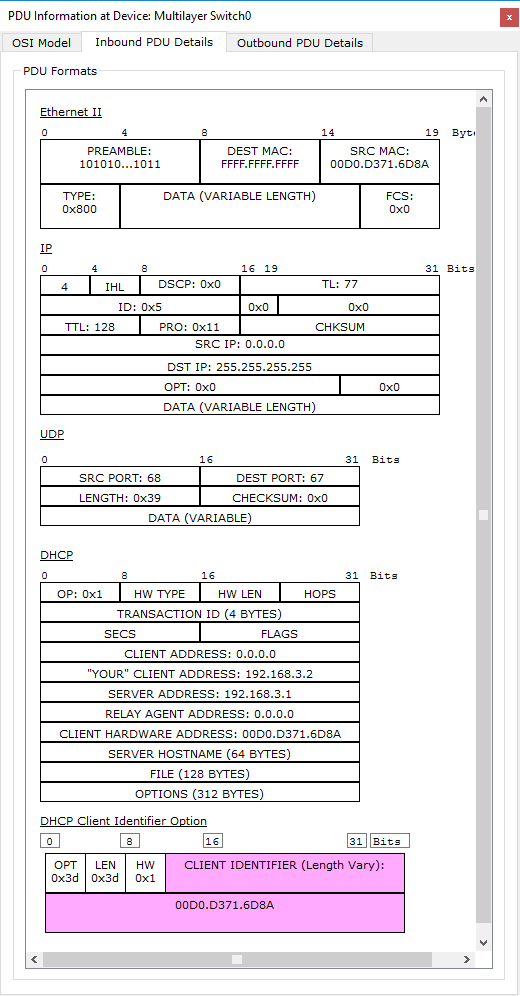 PDU Information at Device: Multilayer Switch0
x
OSI Model Inbound PDU Details Outbound PDU Details
PDU Formats
Ethernet II
0 4 8 14 19 Byte
PREAMBLE: DEST MAC: SRC MAC:
101010...1011 FFFF.FFFF.FFFF 00D0.D371.6D8A
TYPE: DATA (VARIABLE LENGTH) FCS:
0x800 0x0
IP
0 4 8 16 19 31 Bits
4 IHL DSCP: 0x0 TL: 77
ID: 0x5 0x0 0x0
TTL: 128 PRO: 0x11 CHKSUM
SRC IP: 0.0.0.0
DST IP: 255.255.255.255
OPT: 0x0 0x0
DATA (VARIABLE LENGTH)
UDP
0 16 31 Bits
SRC PORT: 68 DEST PORT: 67
LENGTH: 0x39 CHECKSUM: 0x0
DATA (VARIABLE)
DHCP
0 8 16 31 Bits
OP: 0x1 HW TYPE HW LEN HOPS
TRANSACTION ID (4 BYTES)
SECS FLAGS
CLIENT ADDRESS: 0.0.0.0
"YOUR" CLIENT ADDRESS: 192.168.3.2
SERVER ADDRESS: 192.168.3.1
RELAY AGENT ADDRESS: 0.0.0.0
CLIENT HARDWARE ADDRESS: 00D0.D371.6D8A
SERVER HOSTNAME (64 BYTES)
FILE (128 BYTES)
OPTIONS (312 BYTES)
DHCP Client Identifier Option
0 8 16 31 Bits
OPT LEN HW CLIENT IDENTIFIER (Length Vary):
0x3d 0x3d 0x1
00D0.D371.6D8A